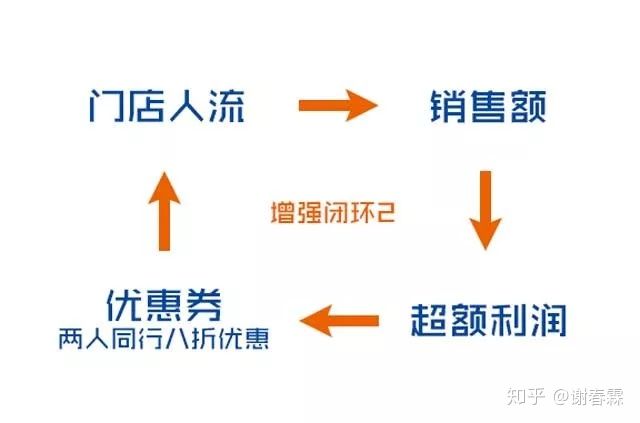 门店人流
销售额
增强闭环2
优惠券
两人同行八折优惠
超额利润
知乎 @谢春霖